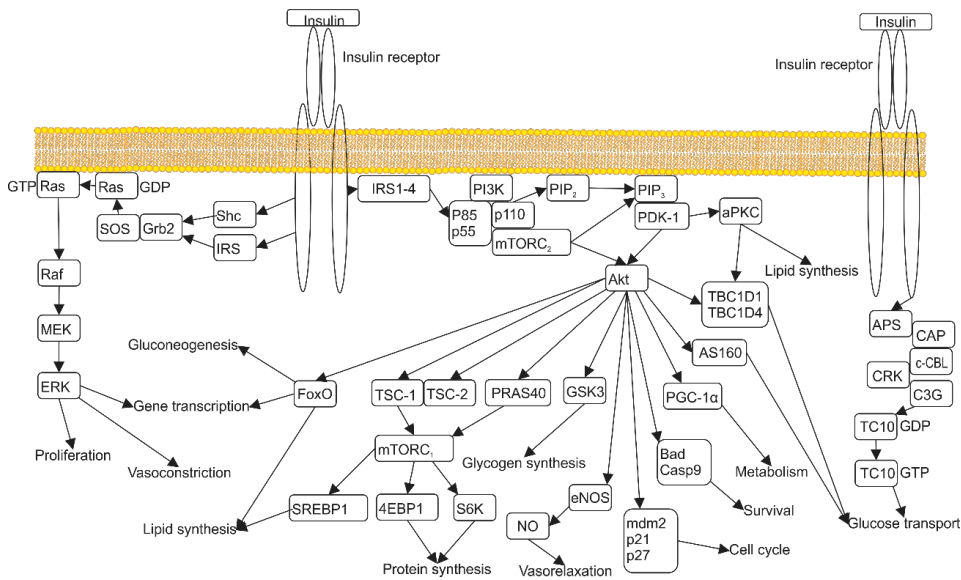 Insulin
Insulin
Insulin receptor
Insulin receptor
GTP Ras
Ras GDP
IRS1-4
PI3K
PIP2
PIP3
SOS
Grb2
Shc
IRS
P85
p55
p110
mTORC2
PDK-1
aPKC
Lipid synthesis
Raf
Akt
TBC1D1
TBC1D4
MEK
APS
CAP
c-CBL
CRK
C3G
Gluconeogenesis
AS160
ERK
Gene transcription
FoxO
TSC-1
TSC-2
PRAS40
GSK3
PGC-1α
TC10 GDP
Proliferation
mTORC1
Vasoconstriction
Glycogen synthesis
Bad
Casp9
Metabolism
TC10 GTP
Lipid synthesis
SREBP1
4EBP1
S6K
eNOS
NO
mdm2
p21
p27
Survival
Glucose transport
Cell cycle
Protein synthesis
Vasorelaxation